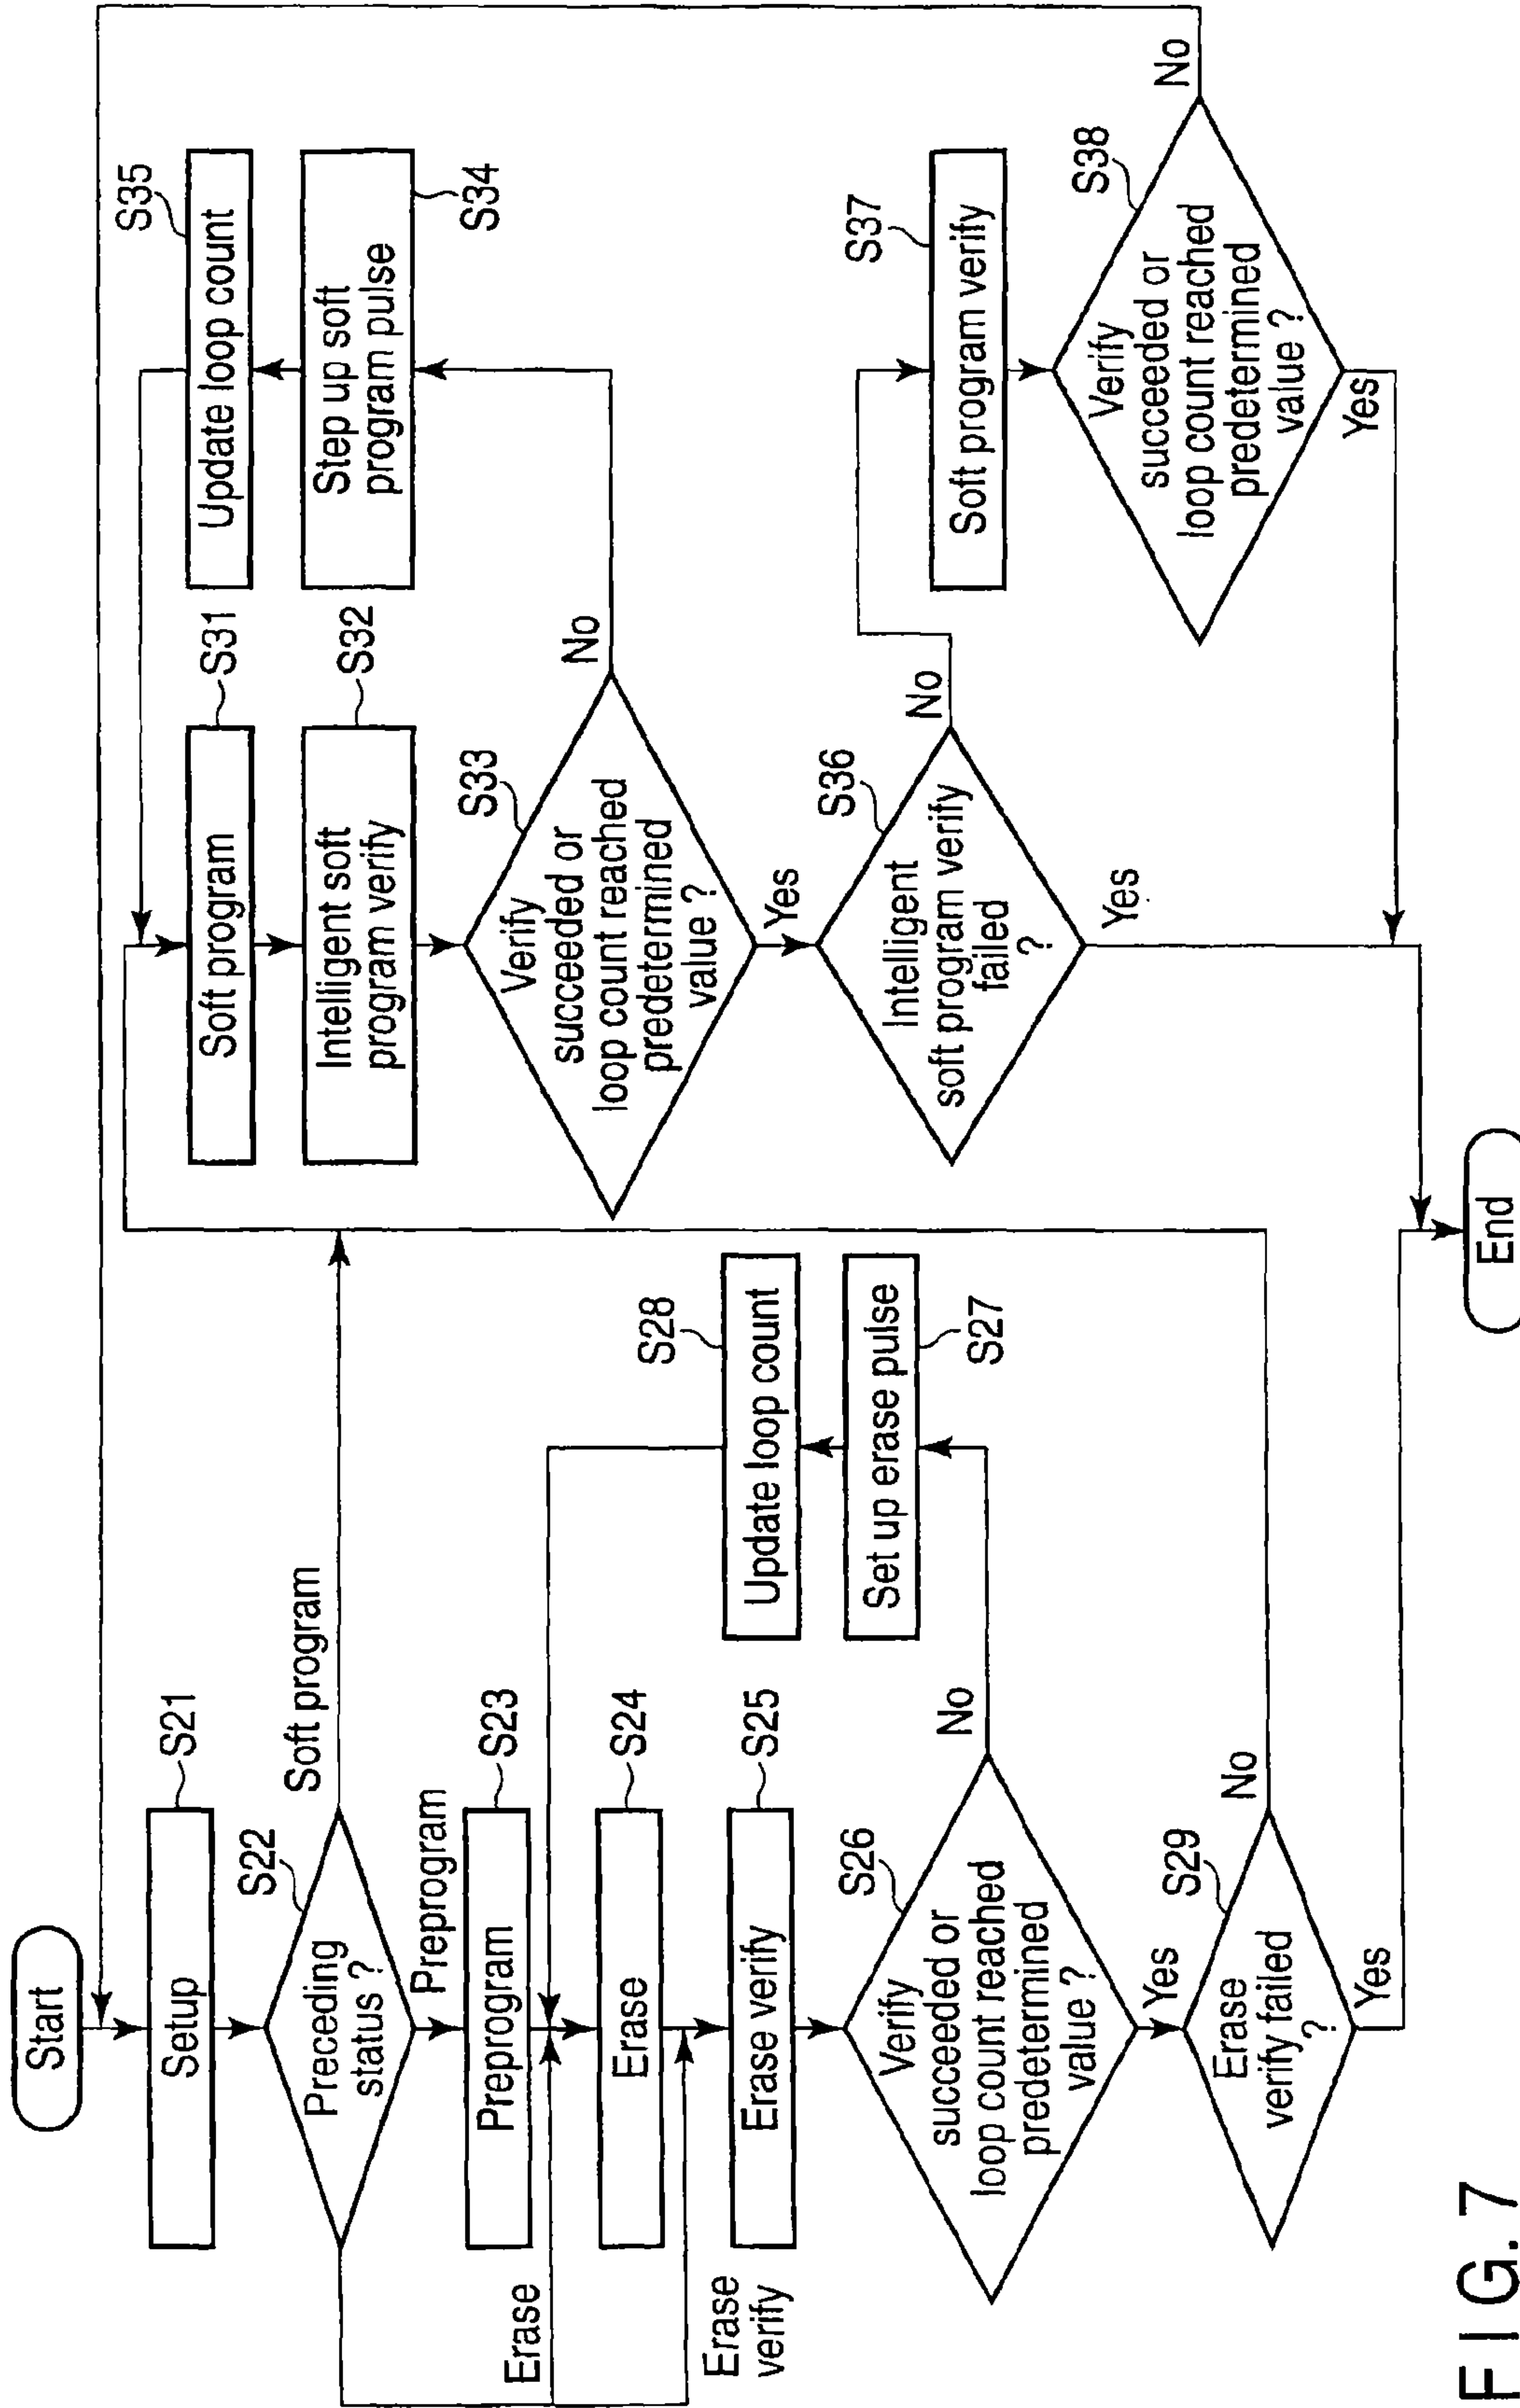 Start
S21
Setup
S22
Preceding
status ?
Soft program
Preprogram
S23
Preprogram
Erase
S24
Erase
Erase
verify
S25
Erase verify
S26
Verify
succeeded or
loop count reached
predetermined
value ?
No
Yes
S28
Update loop count
S27
Set up erase pulse
S29
Erase
verify failed
?
No
Yes
S31
Soft program
S32
Intelligent soft
program verify
S33
Verify
succeeded or
loop count reached
predetermined
value ?
No
Yes
S35
Update loop count
S34
Step up soft
program pulse
S36
Intelligent
soft program verify
failed
?
No
Yes
S37
Soft program verify
S38
Verify
succeeded or
loop count reached
predetermined
value ?
No
Yes
End
FIG. 7